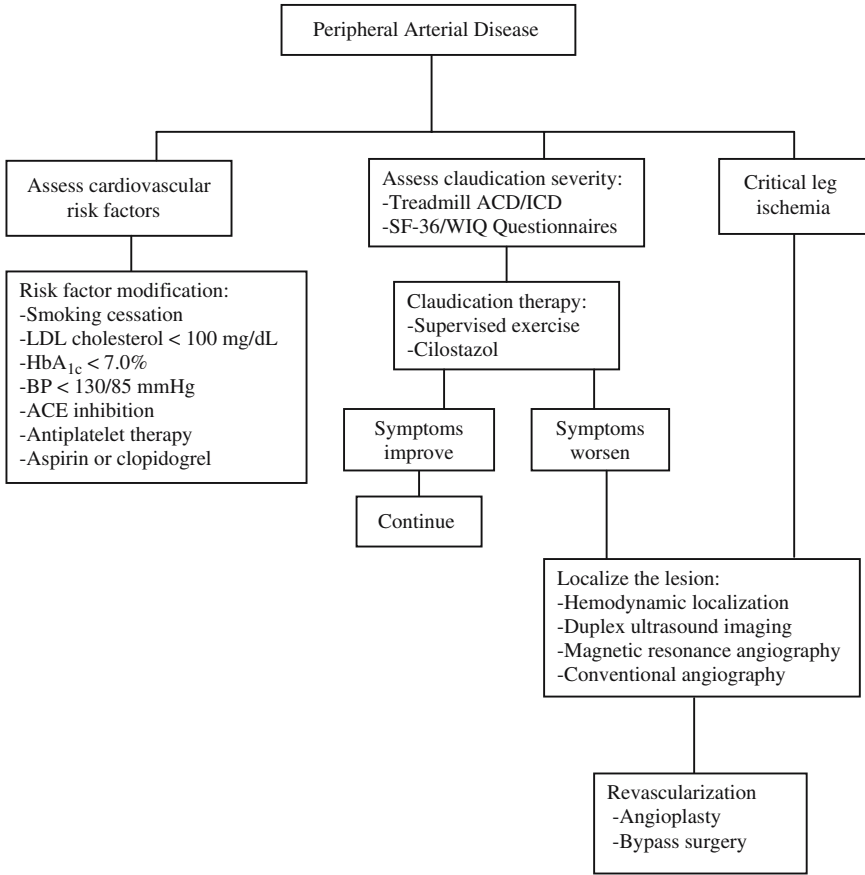 Peripheral Arterial Disease
Assess cardiovascular
risk factors
Risk factor modification:
-Smoking cessation
-LDL cholesterol < 100 mg/dL
-HbA1c < 7.0%
-BP < 130/85 mmHg
-ACE inhibition
-Antiplatelet therapy
-Aspirin or clopidogrel
Assess claudication severity:
-Treadmill ACD/ICD
-SF-36/WIQ Questionnaires
Claudication therapy:
-Supervised exercise
-Cilostazol
Symptoms
improve
Continue
Symptoms
worsen
Critical leg
ischemia
Localize the lesion:
-Hemodynamic localization
-Duplex ultrasound imaging
-Magnetic resonance angiography
-Conventional angiography
Revascularization
-Angioplasty
-Bypass surgery